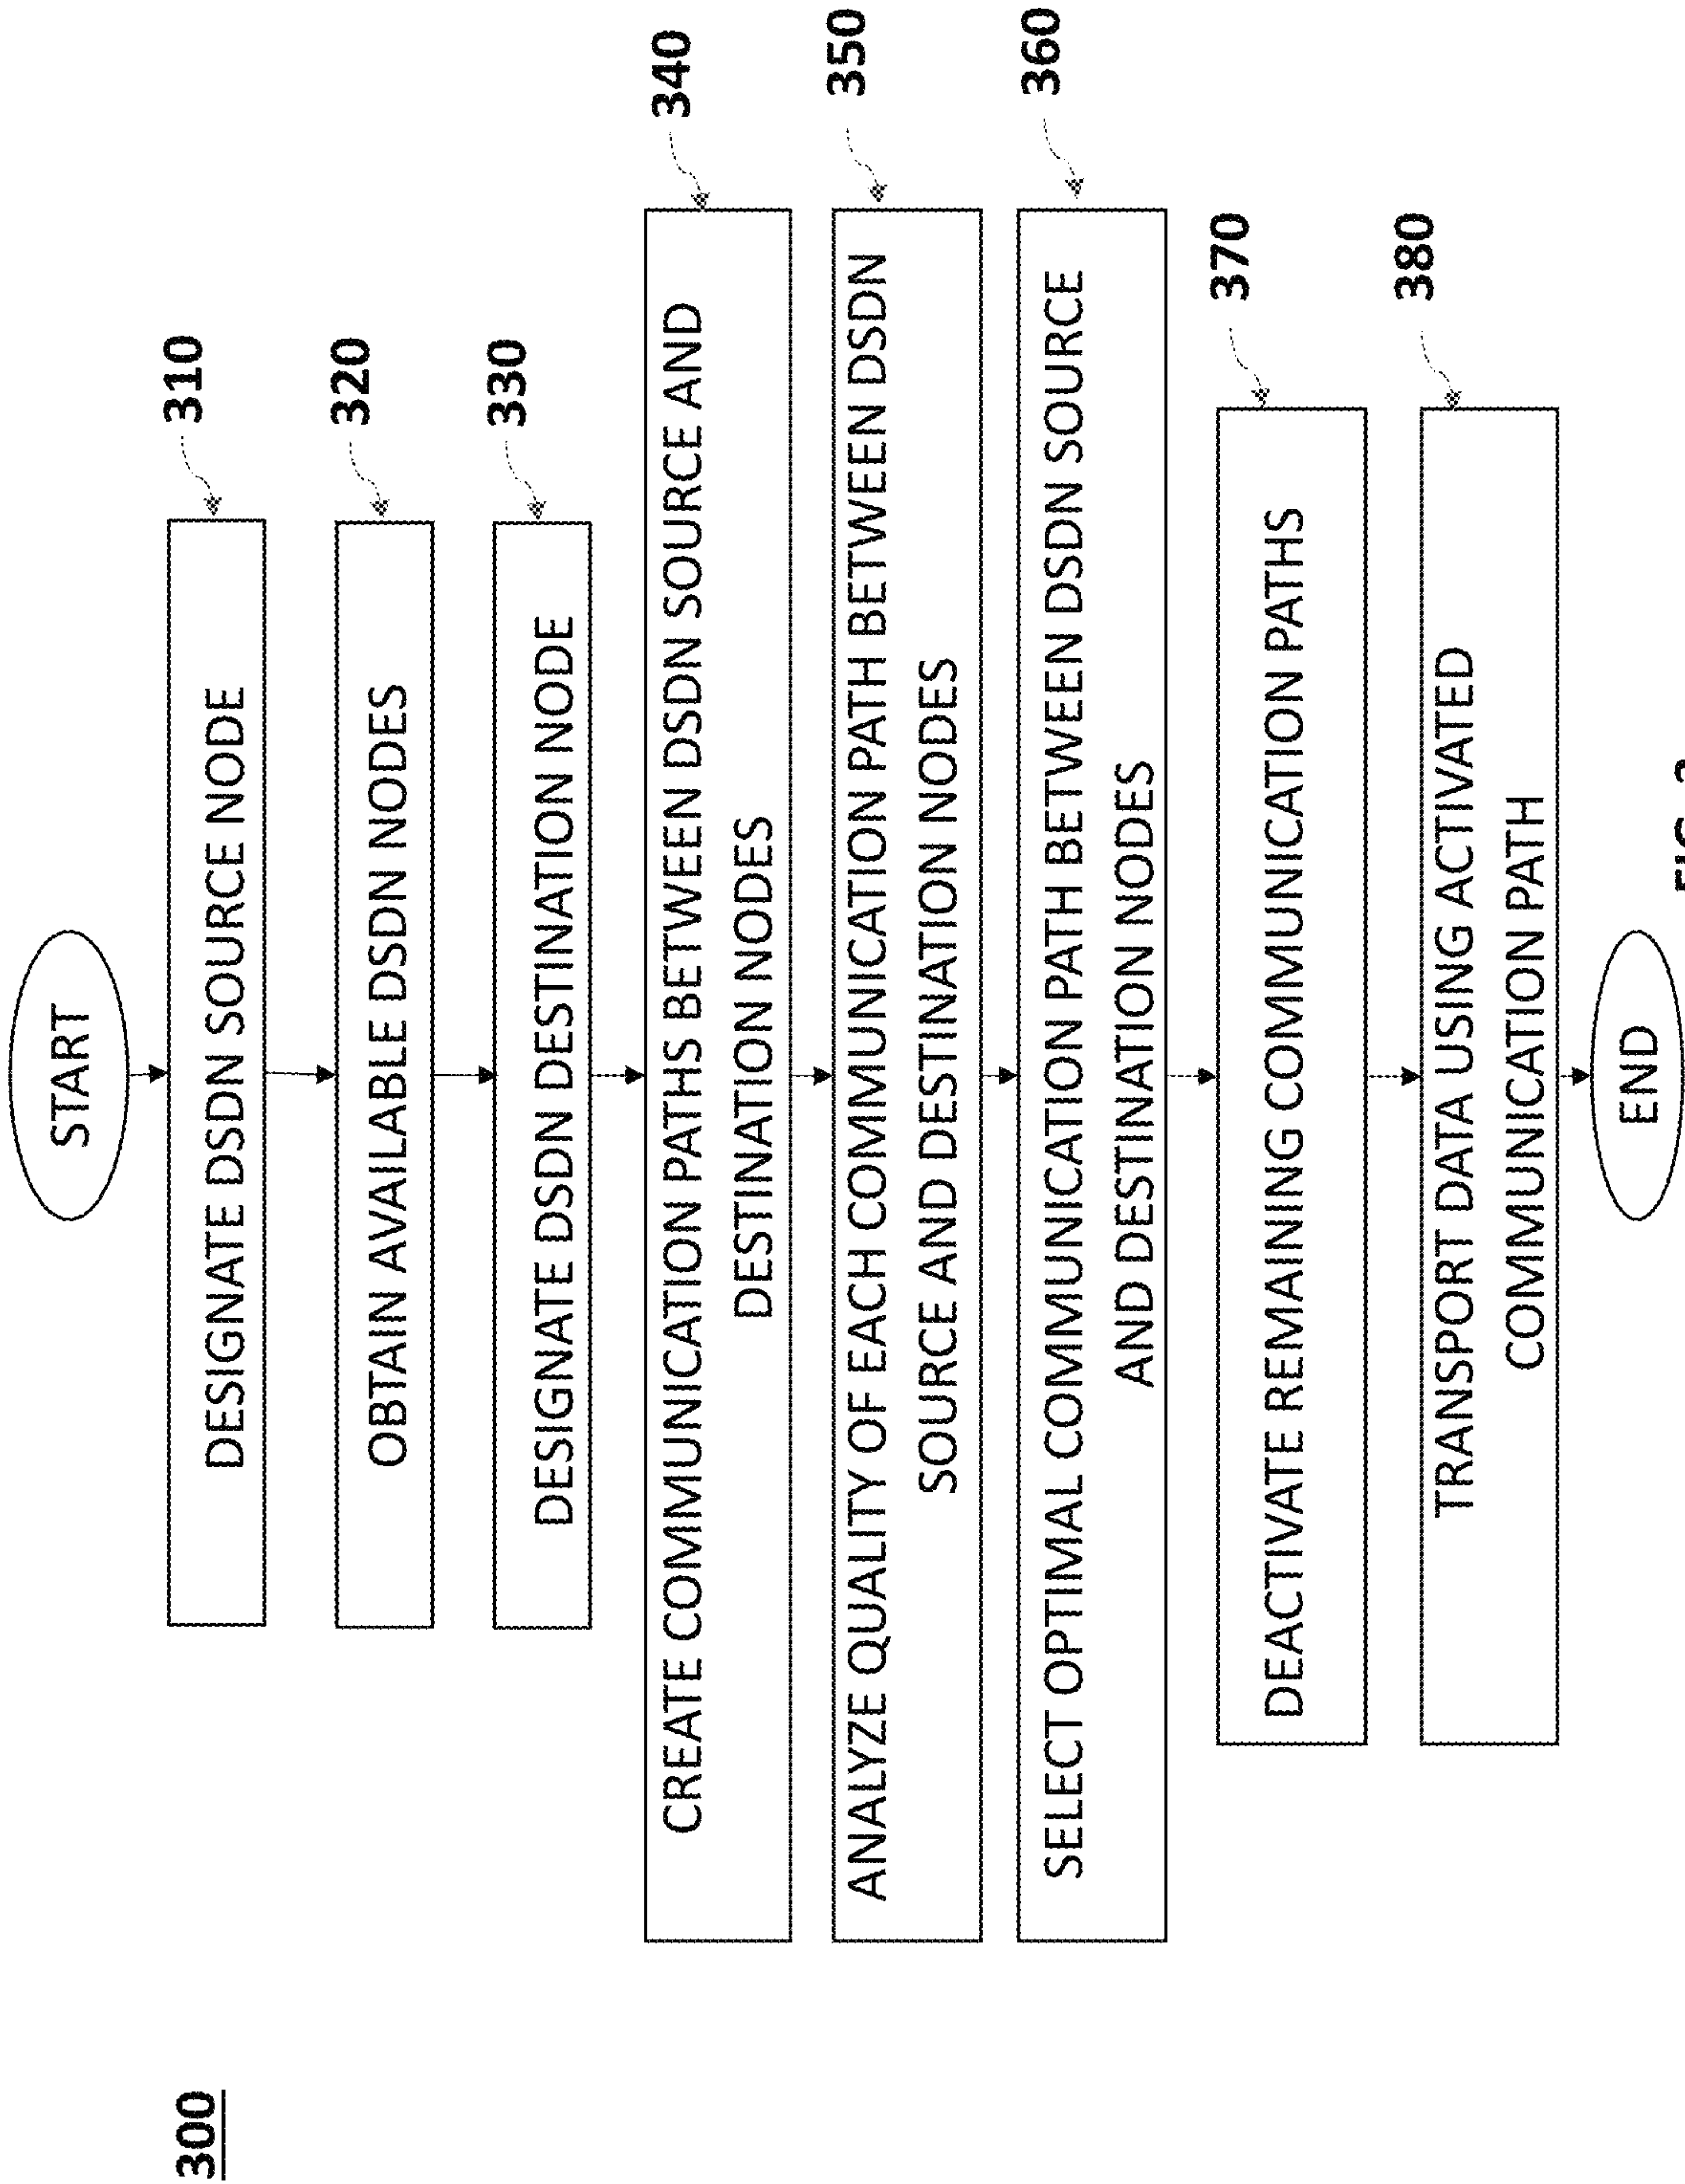 300
START
DESIGNATE DSDN SOURCE NODE
310
OBTAIN AVAILABLE DSDN NODES
320
DESIGNATE DSDN DESTINATION NODE
330
CREATE COMMUNICATION PATHS BETWEEN DSDN SOURCE AND
DESTINATION NODES
340
ANALYZE QUALITY OF EACH COMMUNICATION PATH BETWEEN DSDN
SOURCE AND DESTINATION NODES
350
SELECT OPTIMAL COMMUNICATION PATH BETWEEN DSDN SOURCE
AND DESTINATION NODES
360
DEACTIVATE REMAINING COMMUNICATION PATHS
370
TRANSPORT DATA USING ACTIVATED
COMMUNICATION PATH
380
END